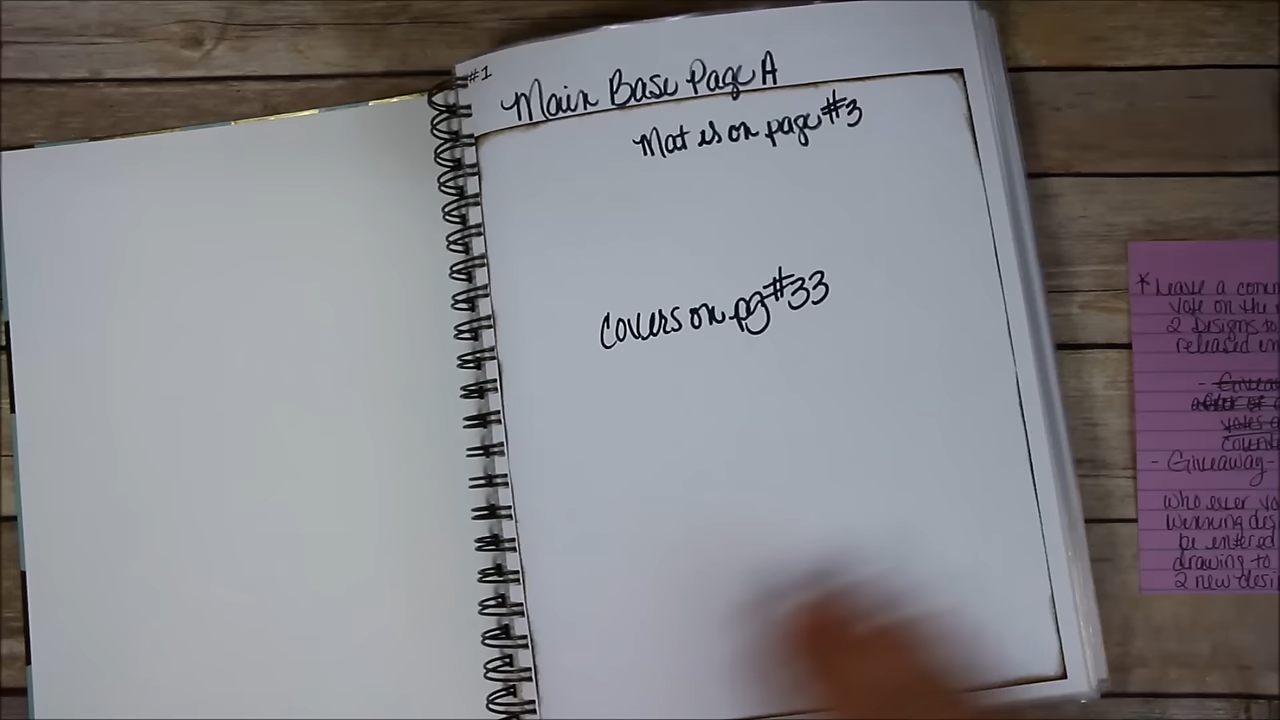 #1
Main Base Page A
Mat is on page #3
Covers on pg #33
* Leave a
vote on the
2 Designs to
released
- 
votes
- Giveaway -
who ever
winning
be entered
drawing to
2 new